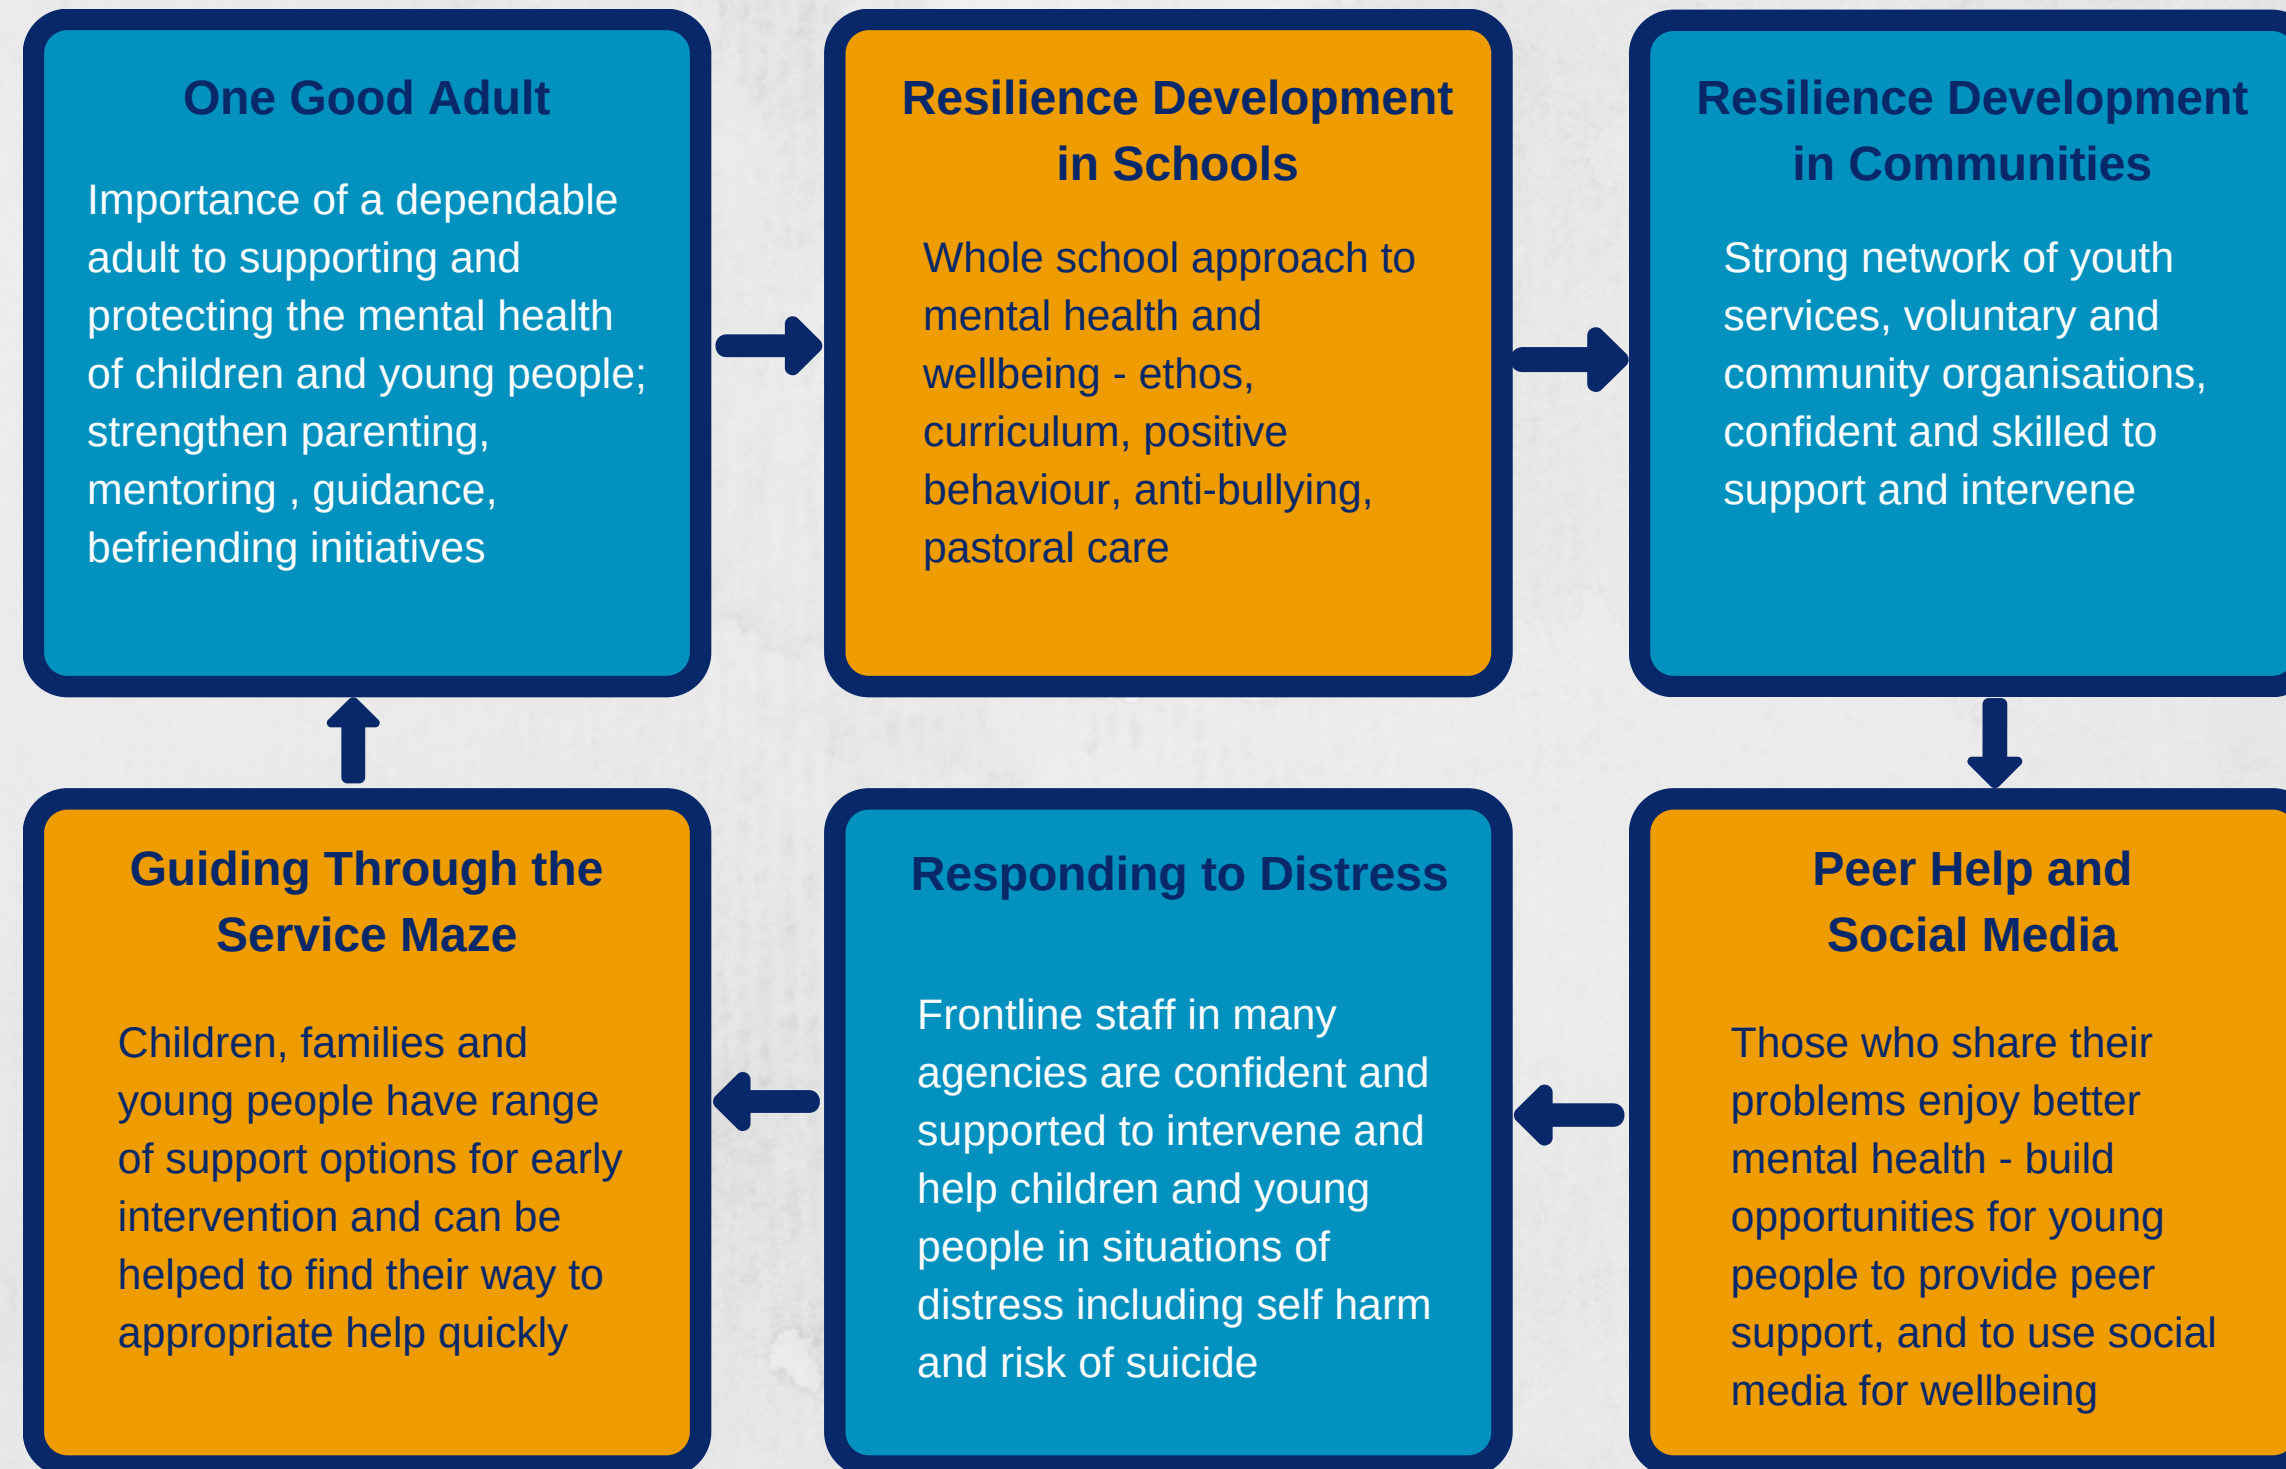 One Good Adult
Importance of a dependable
adult to supporting and
protecting the mental health
of children and young people;
strengthen parenting,
mentoring , guidance,
befriending initiatives
Resilience Development
in Schools
Whole school approach to
mental health and
wellbeing - ethos,
curriculum, positive
behaviour, anti-bullying,
pastoral care
Resilience Development
in Communities
Strong network of youth
services, voluntary and
community organisations,
confident and skilled to
support and intervene
Peer Help and
Social Media
Those who share their
problems enjoy better
mental health - build
opportunities for young
people to provide peer
support, and to use social
media for wellbeing
Responding to Distress
Frontline staff in many
agencies are confident and
supported to intervene and
help children and young
people in situations of
distress including self harm
and risk of suicide
Guiding Through the
Service Maze
Children, families and
young people have range
of support options for early
intervention and can be
helped to find their way to
appropriate help quickly